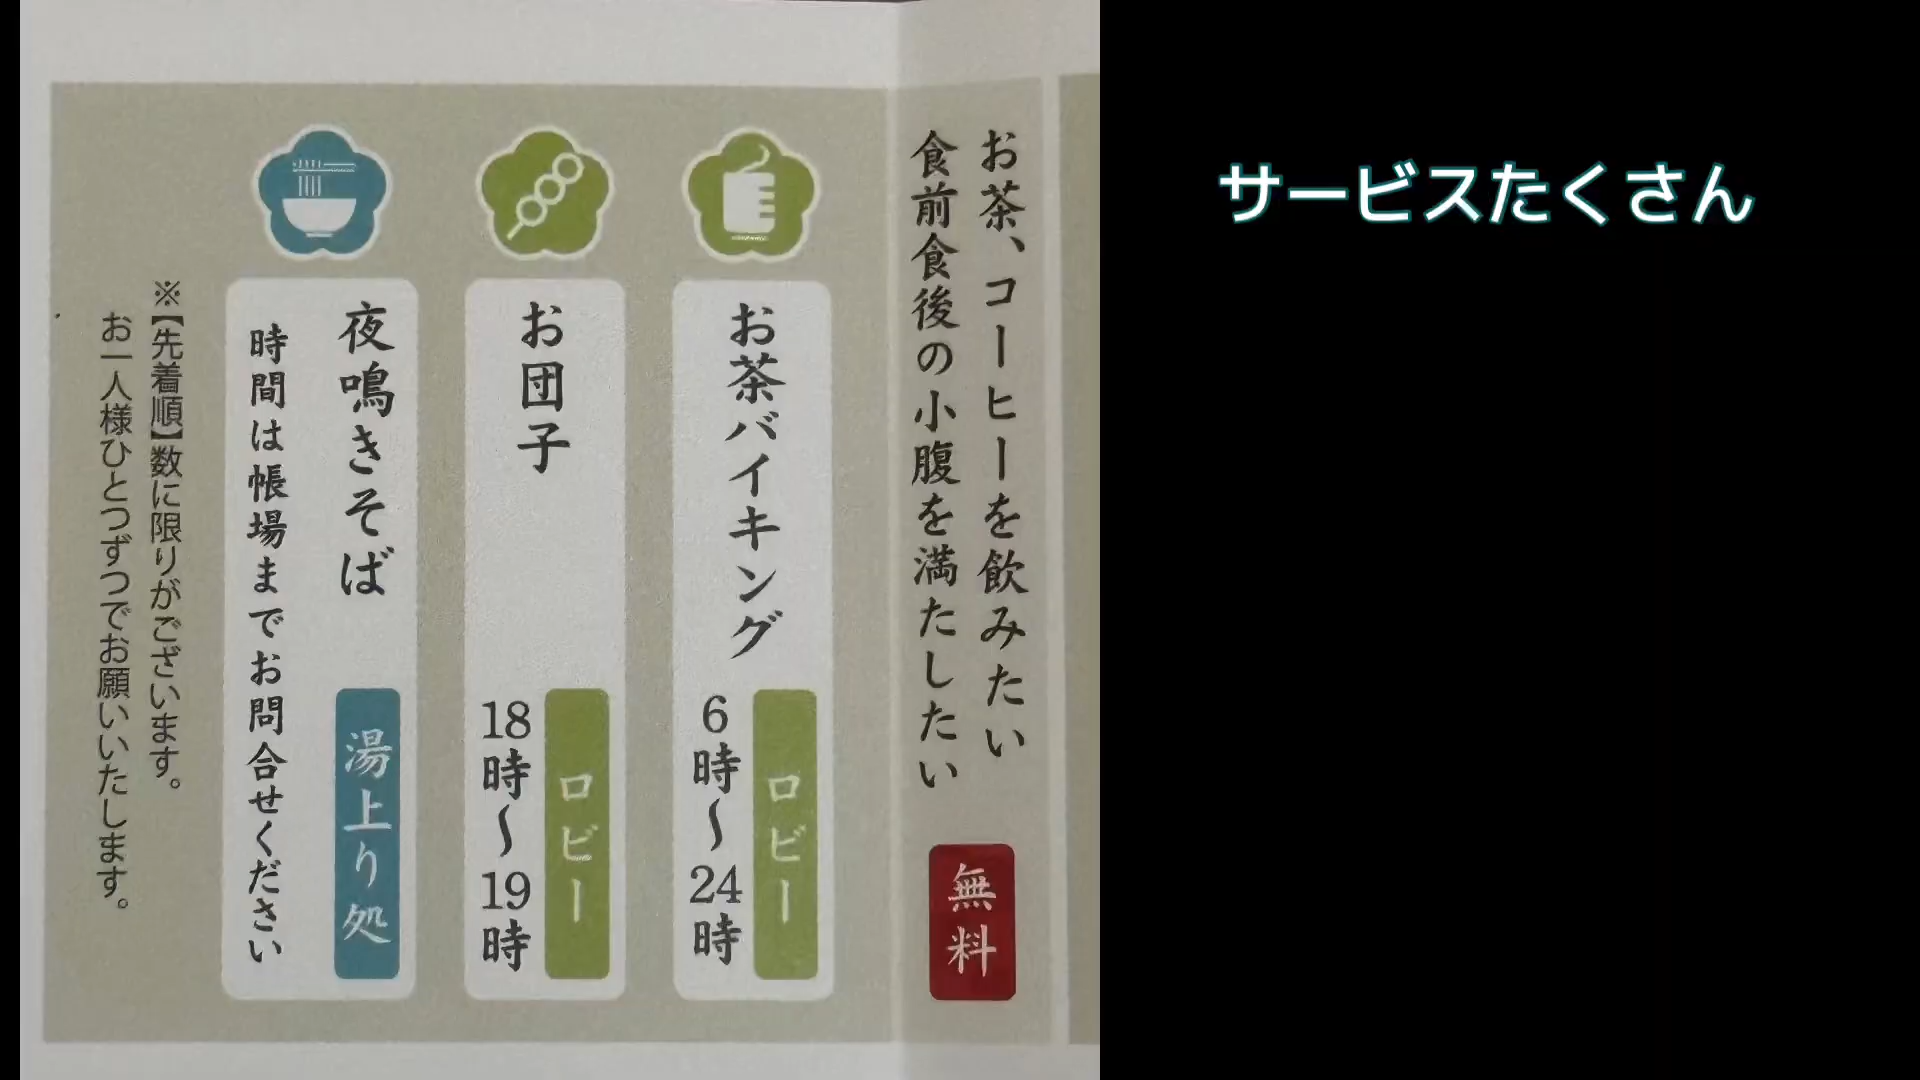 お茶、コーヒーを飲みたい
食前食後の小腹を満たしたい
無料
お茶バイキング
ロビー
6時〜24時
お団子
ロビー
18時〜19時
夜鳴きそば
湯上り処
時間は帳場までお問合せください
※【先着順】数に限りがございます。
お一人様ひとつずつでお願いいたします。
サービスたくさん